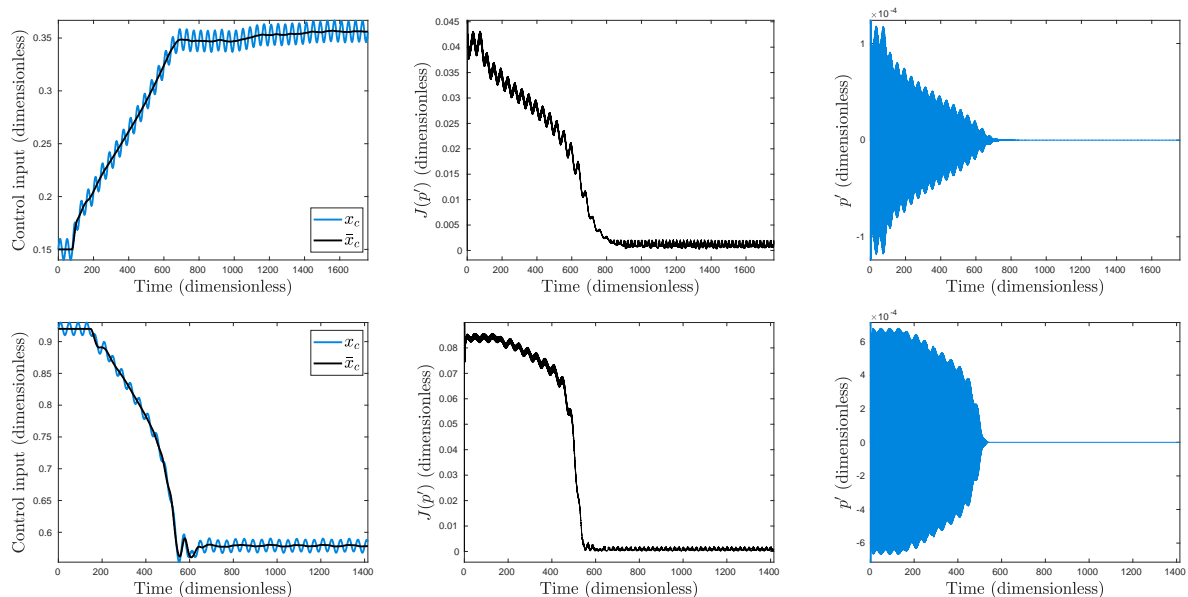 0.35
0.25
0.2
0.15
Control input (dimensionless)
x_c
x̄_c
0 200 400 600 800 1000 1200 1400 1600
Time (dimensionless)
0.045
0.04
0.035
0.03
0.025
0.02
0.015
0.01
0.005
0
J(p′) (dimensionless)
0 200 400 600 800 1000 1200 1400 1600
Time (dimensionless)
×10⁻⁴
1
0
-1
p′ (dimensionless)
0 200 400 600 800 1000 1200 1400 1600
Time (dimensionless)
0.9
0.85
0.8
0.75
0.7
0.65
0.6
Control input (dimensionless)
x_c
x̄_c
0 200 400 600 800 1000 1200 1400
Time (dimensionless)
0.08
0.07
0.06
0.05
0.04
0.03
0.02
0.01
0
J(p′) (dimensionless)
0 200 400 600 800 1000 1200 1400
Time (dimensionless)
×10⁻⁴
6
4
2
0
-2
-4
-6
p′ (dimensionless)
0 200 400 600 800 1000 1200 1400
Time (dimensionless)